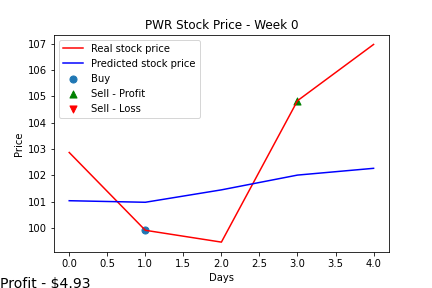 PWR Stock Price - Week 0
Real stock price
Predicted stock price
Buy
Sell - Profit
Sell - Loss
Price
107
106
105
104
103
102
101
100
0.0 0.5 1.0 1.5 2.0 2.5 3.0 3.5 4.0
Days
Profit - $4.93